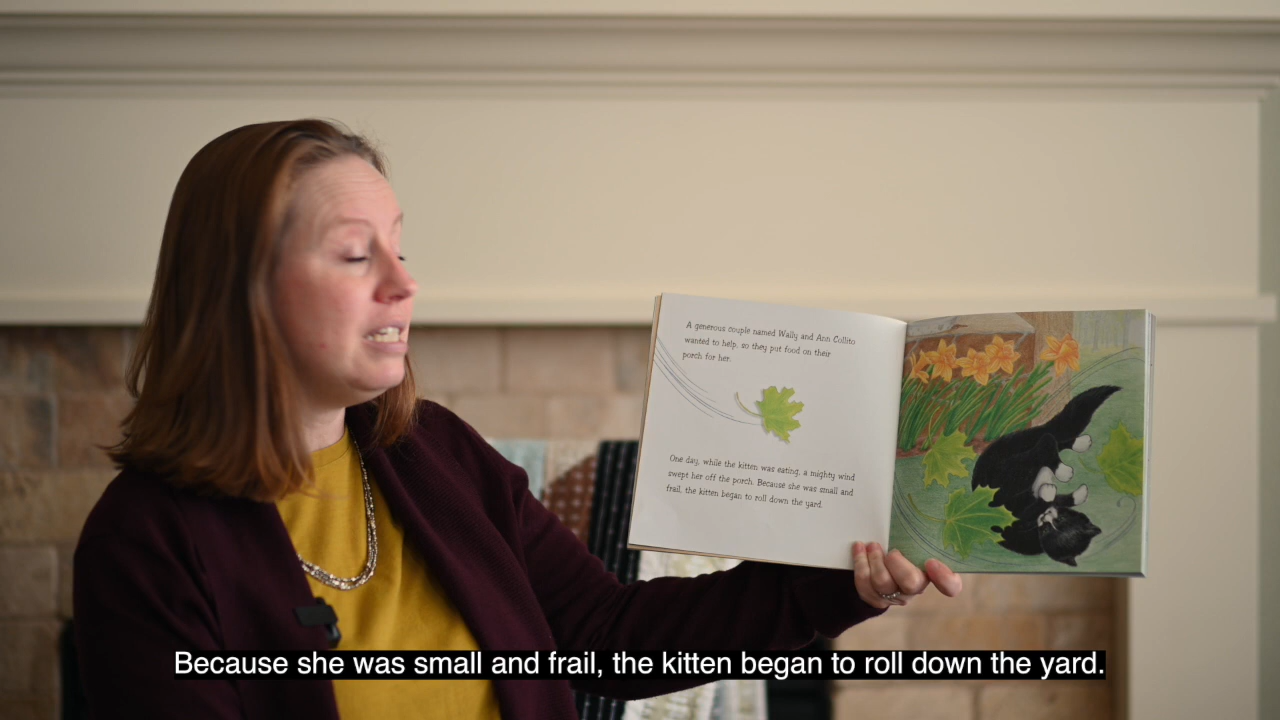 A generous couple named Wally and Ann Collito
wanted to help, so they put food on their
porch for her.
One day, while the kitten was eating, a mighty wind
swept her off the porch. Because she was small and
frail, the kitten began to roll down the yard.
Because she was small and frail, the kitten began to roll down the yard.